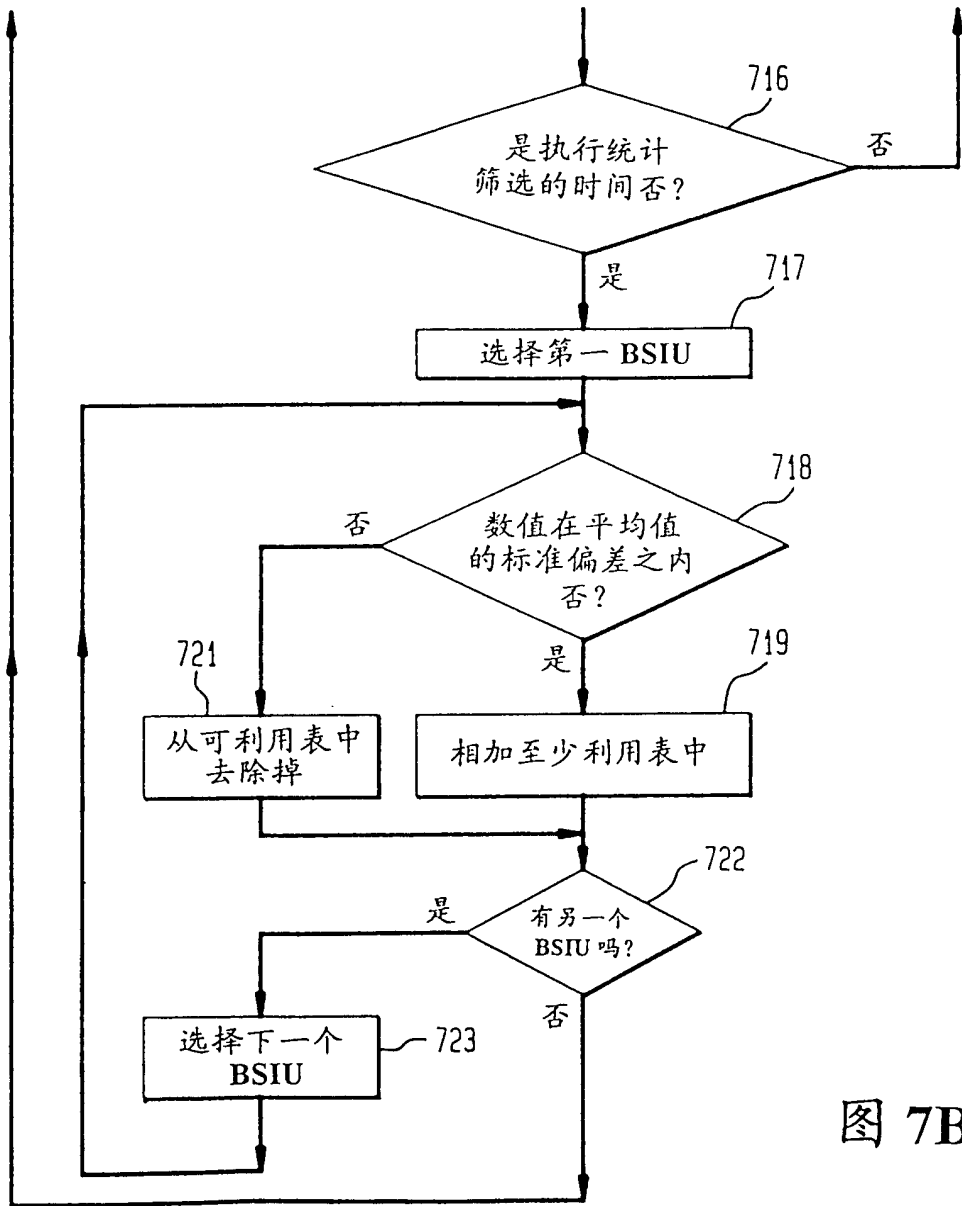 716
是执行统计
筛选的时间否?
否
是
717
选择第一 BSIU
718
否
数值在平均值
的标准偏差之内
否?
是
721
719
从可利用表中
去除掉
相加至少利用表中
722
是
有另一个
BSIU 吗?
否
选择下一个
BSIU
723
图 7B